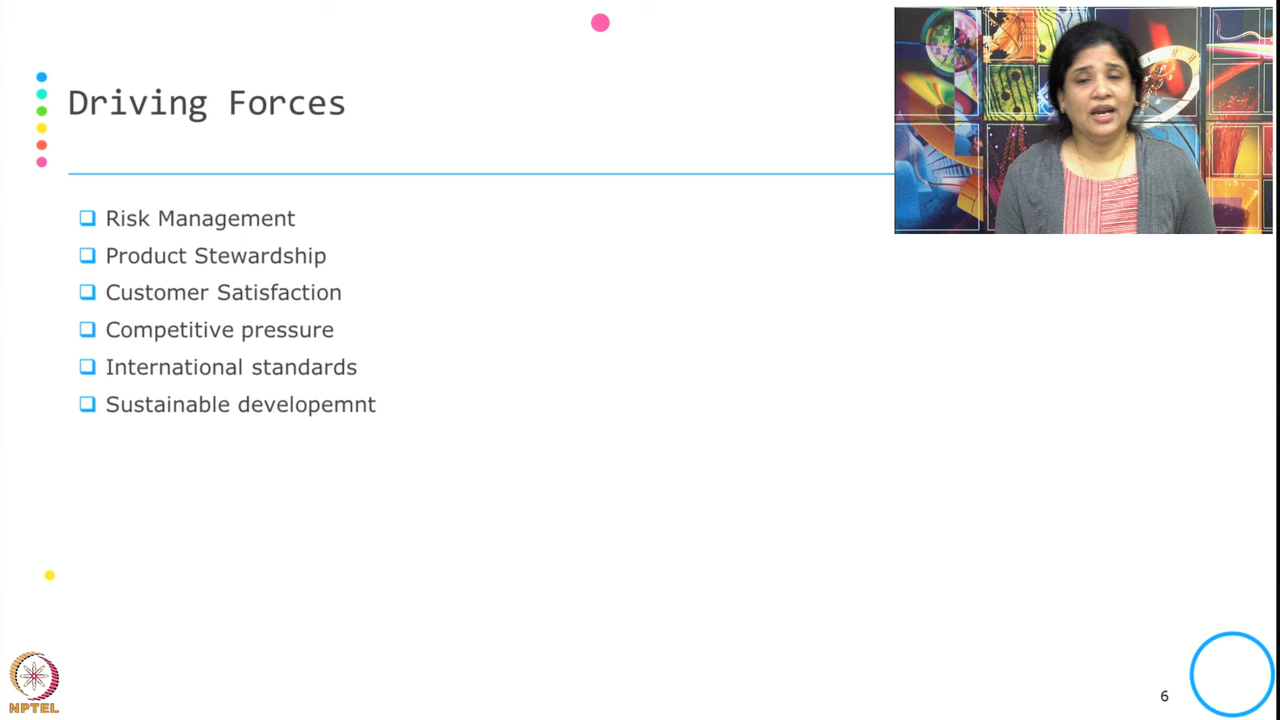 Driving Forces
Risk Management
Product Stewardship
Customer Satisfaction
Competitive pressure
International standards
Sustainable developemnt
NPTEL
6